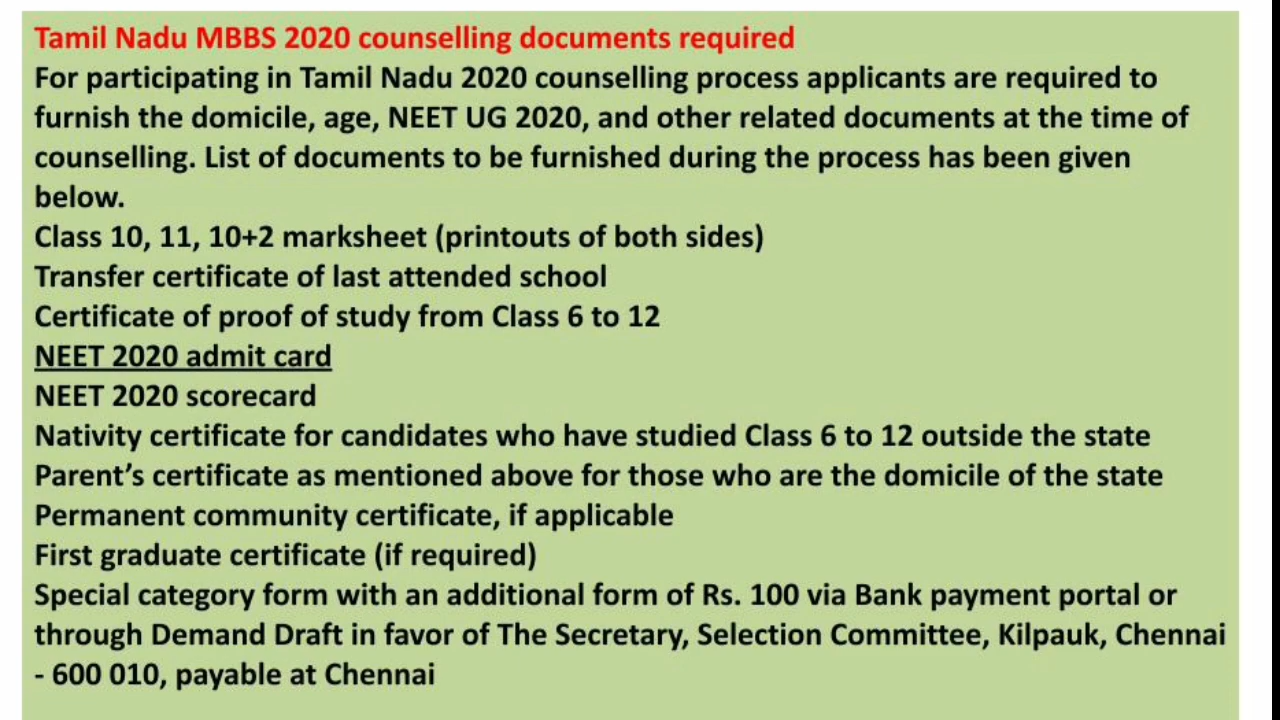 Tamil Nadu MBBS 2020 counselling documents required
For participating in Tamil Nadu 2020 counselling process applicants are required to
furnish the domicile, age, NEET UG 2020, and other related documents at the time of
counselling. List of documents to be furnished during the process has been given
below.
Class 10, 11, 10+2 marksheet (printouts of both sides)
Transfer certificate of last attended school
Certificate of proof of study from Class 6 to 12
NEET 2020 admit card
NEET 2020 scorecard
Nativity certificate for candidates who have studied Class 6 to 12 outside the state
Parent’s certificate as mentioned above for those who are the domicile of the state
Permanent community certificate, if applicable
First graduate certificate (if required)
Special category form with an additional form of Rs. 100 via Bank payment portal or
through Demand Draft in favor of The Secretary, Selection Committee, Kilpauk, Chennai
- 600 010, payable at Chennai